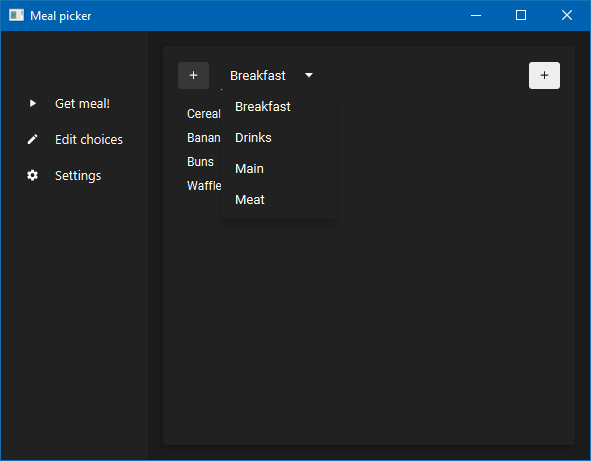 Meal picker
Get meal!
Edit choices
Settings
+ Breakfast +
Breakfast
Drinks
Main
Meat
Cereal
Banan
Buns
Waffle